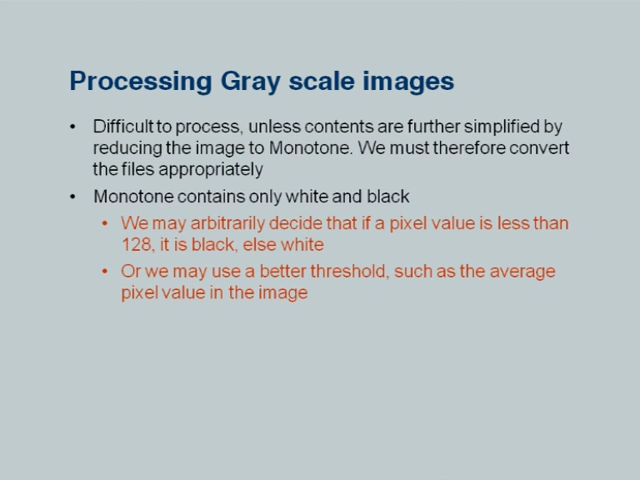 Processing Gray scale images
• Difficult to process, unless contents are further simplified by
reducing the image to Monotone. We must therefore convert
the files appropriately
• Monotone contains only white and black
• We may arbitrarily decide that if a pixel value is less than
128, it is black, else white
• Or we may use a better threshold, such as the average
pixel value in the image